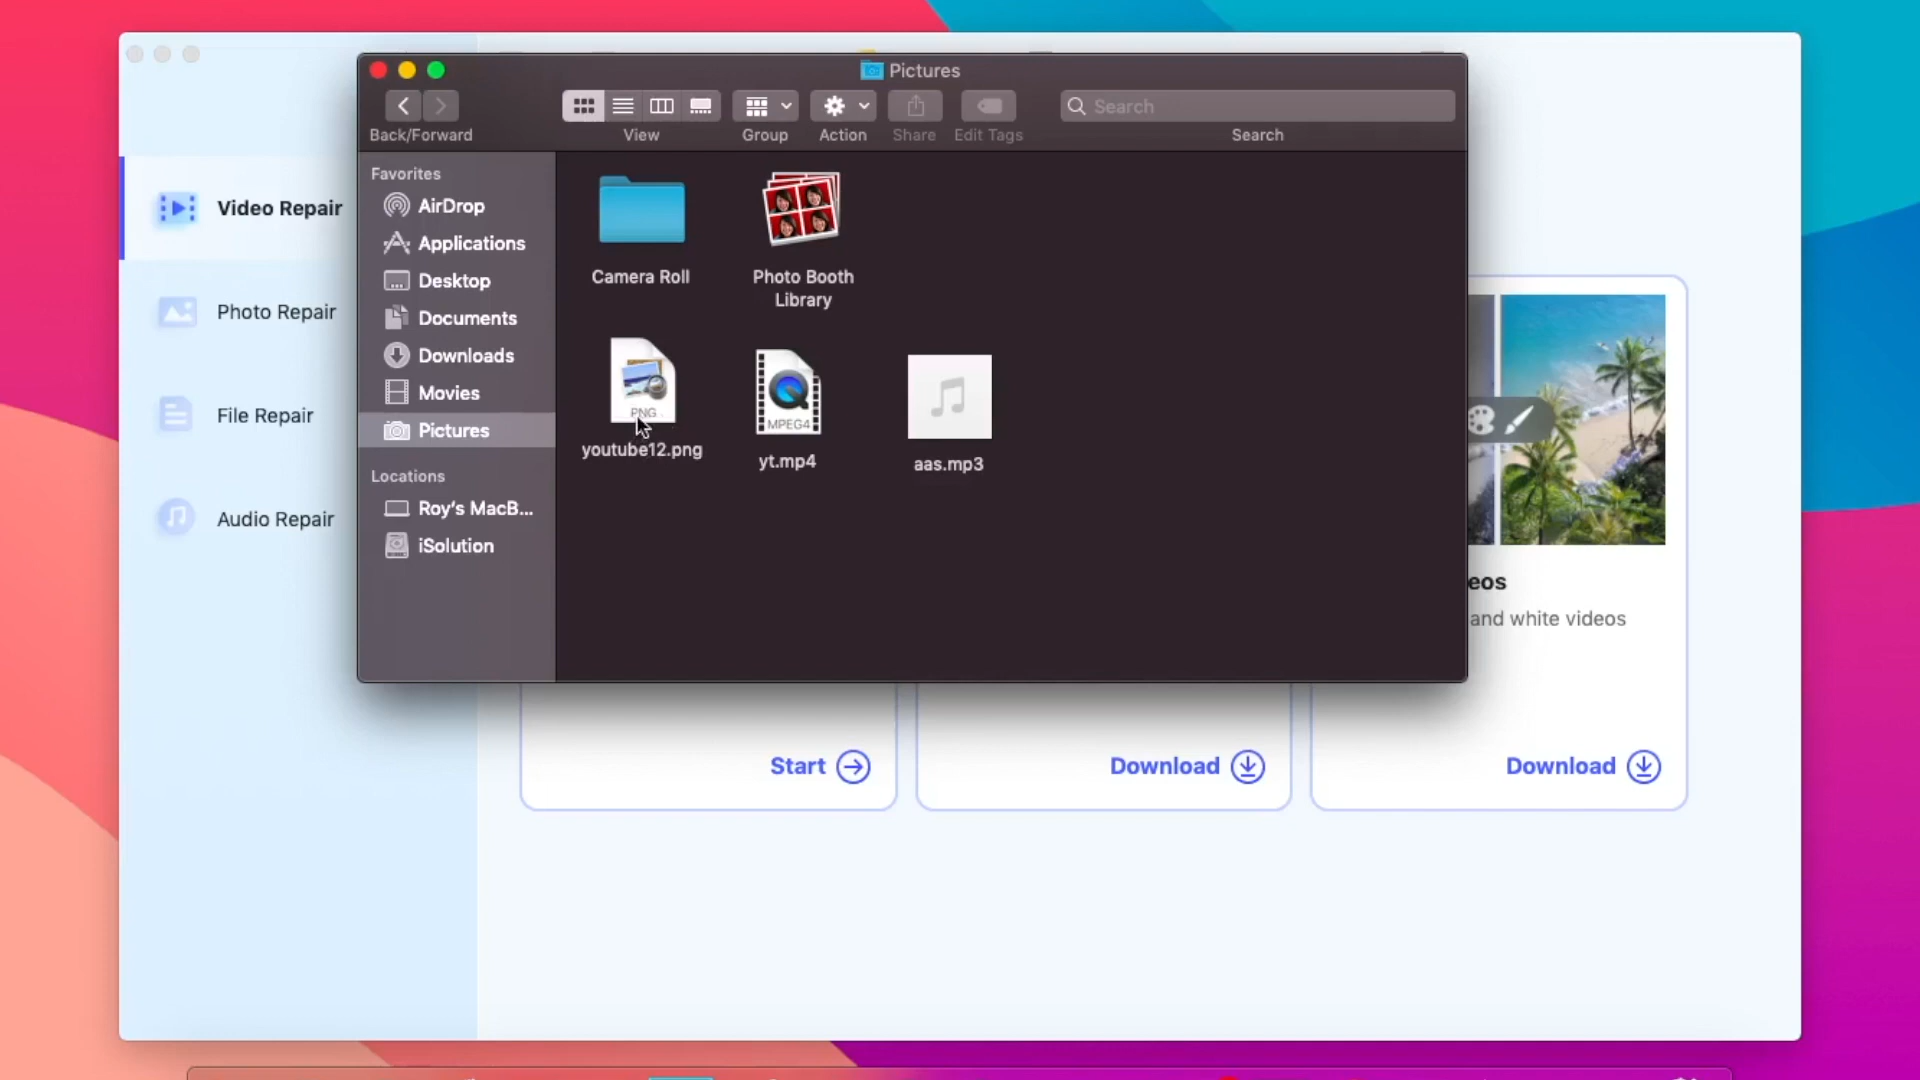 Pictures
Back/Forward
View
Group
Action
Share
Edit Tags
Search
Search
Favorites
AirDrop
Applications
Desktop
Documents
Downloads
Movies
Pictures
Locations
Roy's MacB...
iSolution
Camera Roll
Photo Booth
Library
PNG
youtube12.png
MPEG4
yt.mp4
aas.mp3
Video Repair
Photo Repair
File Repair
Audio Repair
eos
and white videos
Start
Download
Download